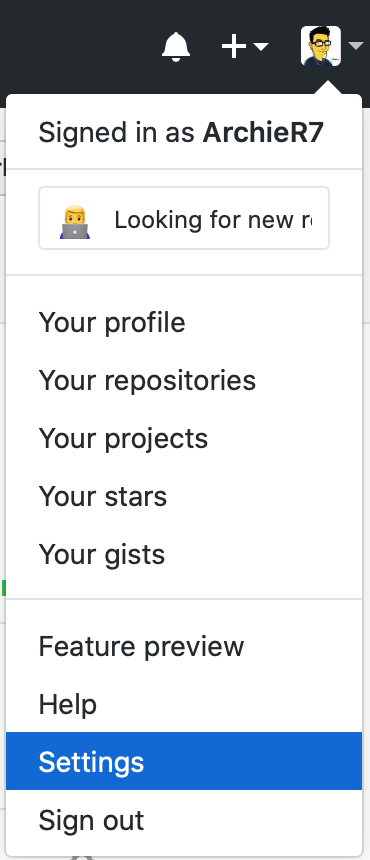 Signed in as ArchieR7
Looking for new
Your profile
Your repositories
Your projects
Your stars
Your gists
Feature preview
Help
Settings
Sign out